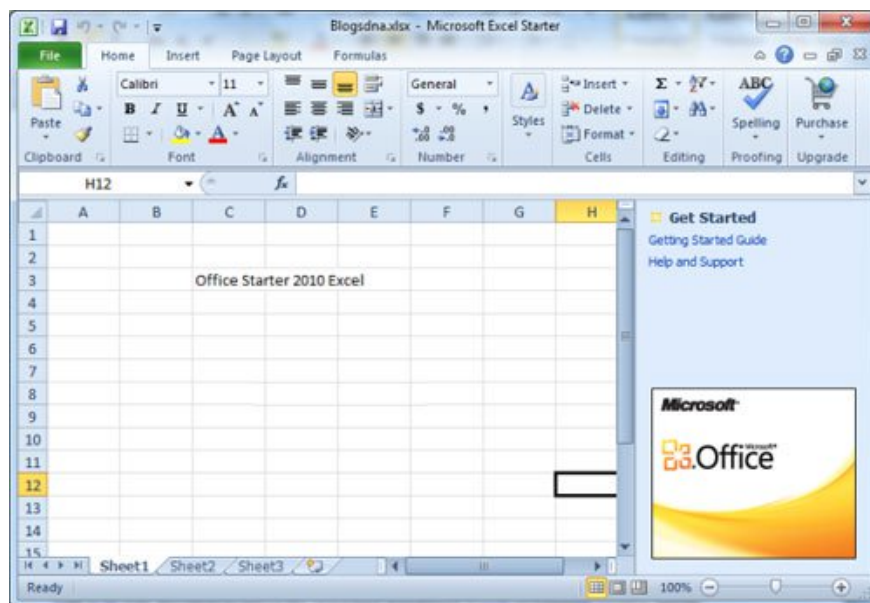 Blogsdna.xlsx - Microsoft Excel Starter
File Home Insert Page Layout Formulas
Calibri 11 General Insert Σ ABC
B I U A A $ % , Delete
Paste Styles Format Spelling Purchase
Clipboard Font Alignment Number Cells Editing Proofing Upgrade
H12 fx
A B C D E F G H
Get Started
1 Getting Started Guide
2 Help and Support
3 Office Starter 2010 Excel
4
5
6
7
8
9 Microsoft
10
11 Office
12
13
14
15
Sheet1 Sheet2 Sheet3
Ready 100%